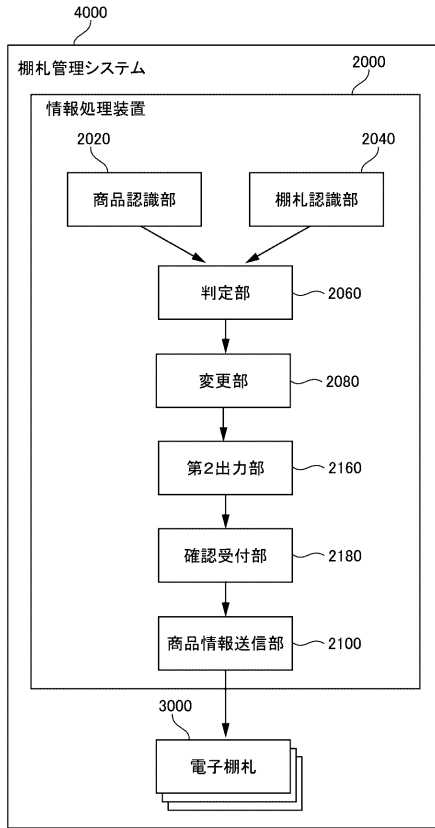 4000
棚札管理システム
2000
情報処理装置
2020
2040
商品認識部
棚札認識部
判定部
2060
変更部
2080
第2出力部
2160
確認受付部
2180
商品情報送信部
2100
3000
電子棚札